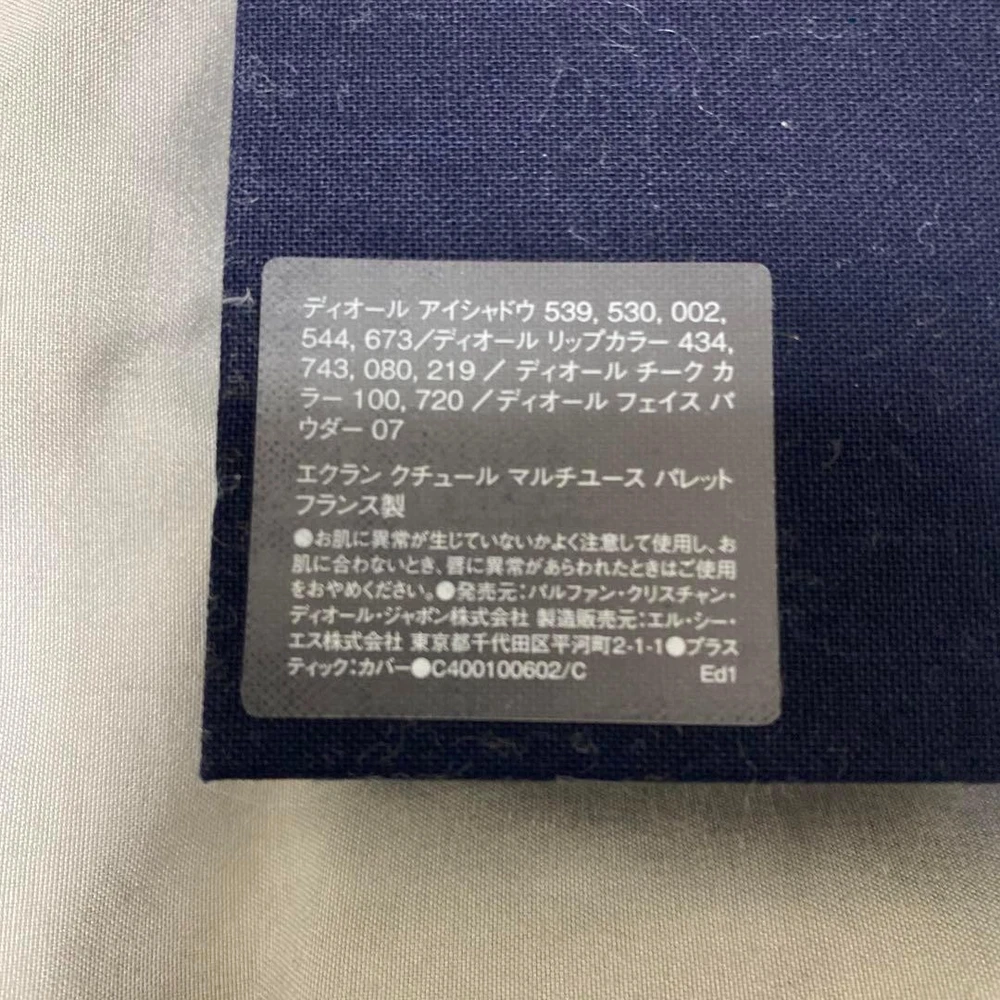 ディオール アイシャドウ 539, 530, 002,
544, 673/ディオール リップカラー 434,
743, 080, 219 / ディオール チーク カ
ラー 100, 720 /ディオール フェイス パ
ウダー 07
エクラン クチュール マルチユース パレット
フランス製
●お肌に異常が生じていないかよく注意して使用し、お
肌に合わないとき、唇に異常があらわれたときはご使用
をおやめください。●発売元:パルファン・クリスチャン・
ディオール・ジャポン株式会社 製造販売元:エル・シー・
エス株式会社 東京都千代田区平河町2-1-1●プラス
ティック:カバー●C400100602/C Ed1